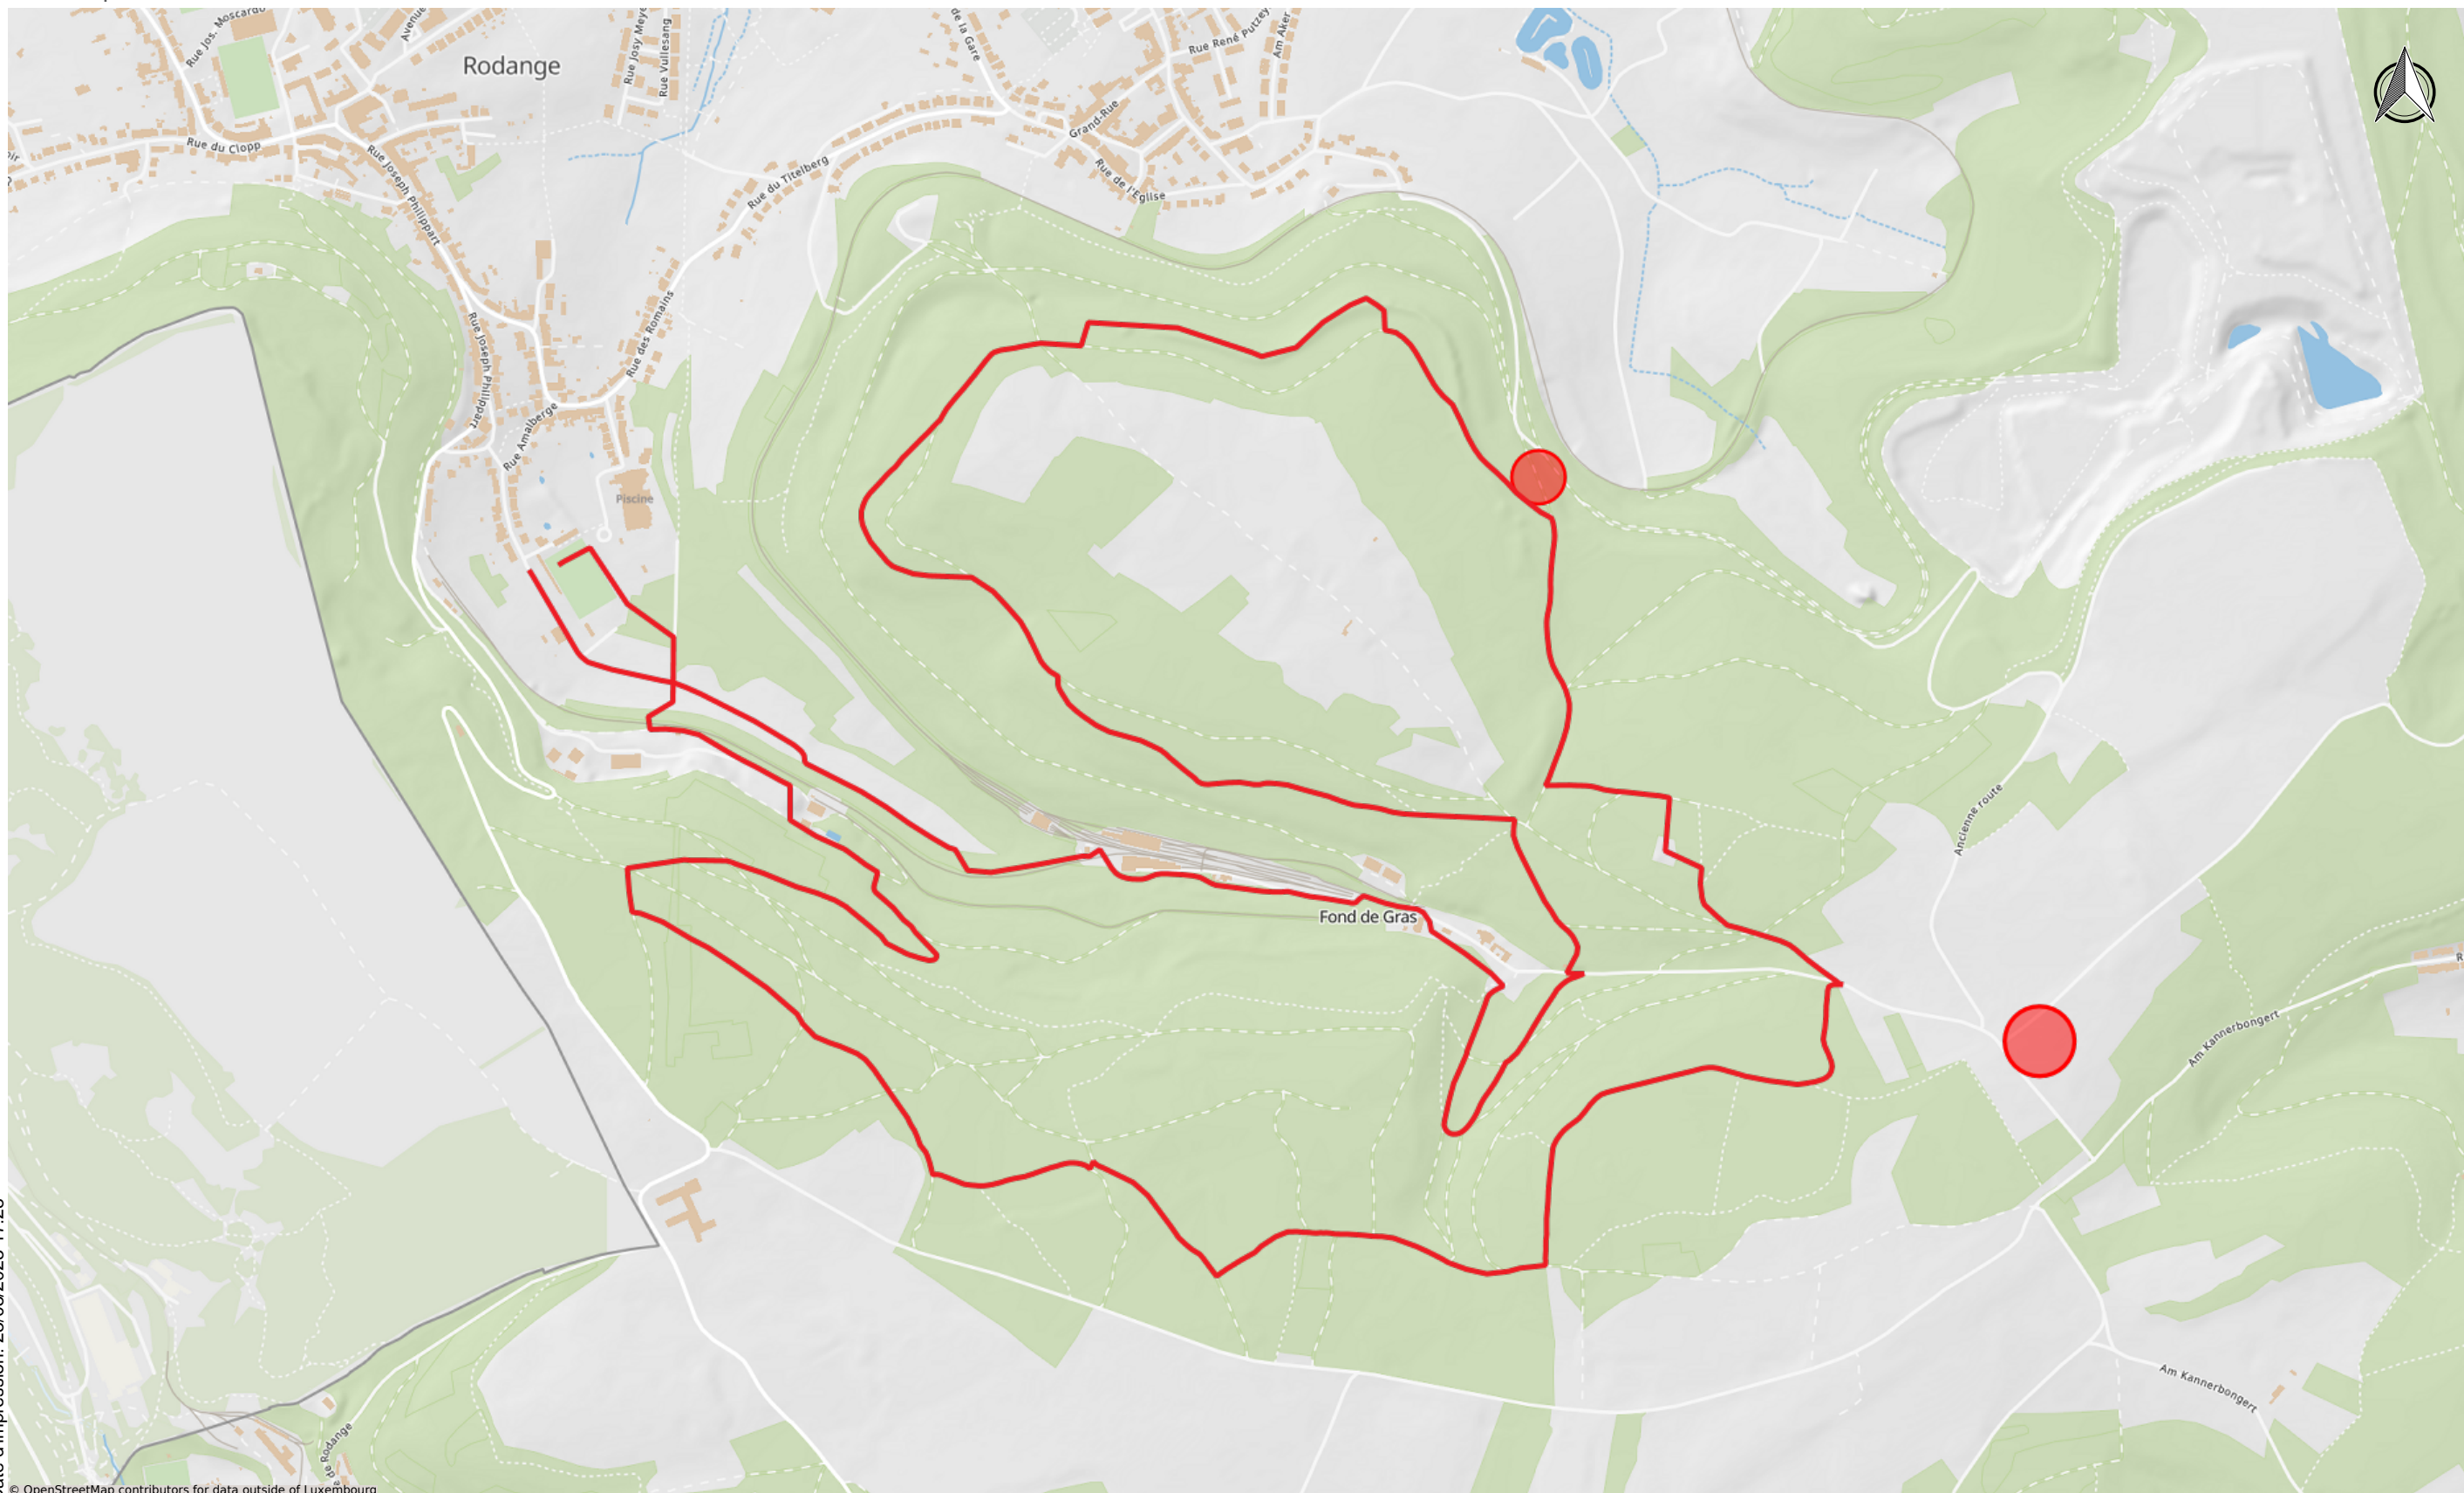 Rue Jos. Moscardo
Avenue
Rodange
Rue Josy Meye
Rue Vullesang
de la Gare
Rue René Putzey
Am Aker
Grand-Rue
Rue du Clopp
oir
Rue Joseph Philippart
Rue du Titelberg
Rue de l'Eglise
Rue des Romains
Rue Joseph Philippart
Rue Amalberge
Piscine
Ancienne route
Fond de Gras
Am Kannerbongert
R
Am Kannerbongert
de Rodange
© OpenStreetMap contributors for data outside of Luxembourg